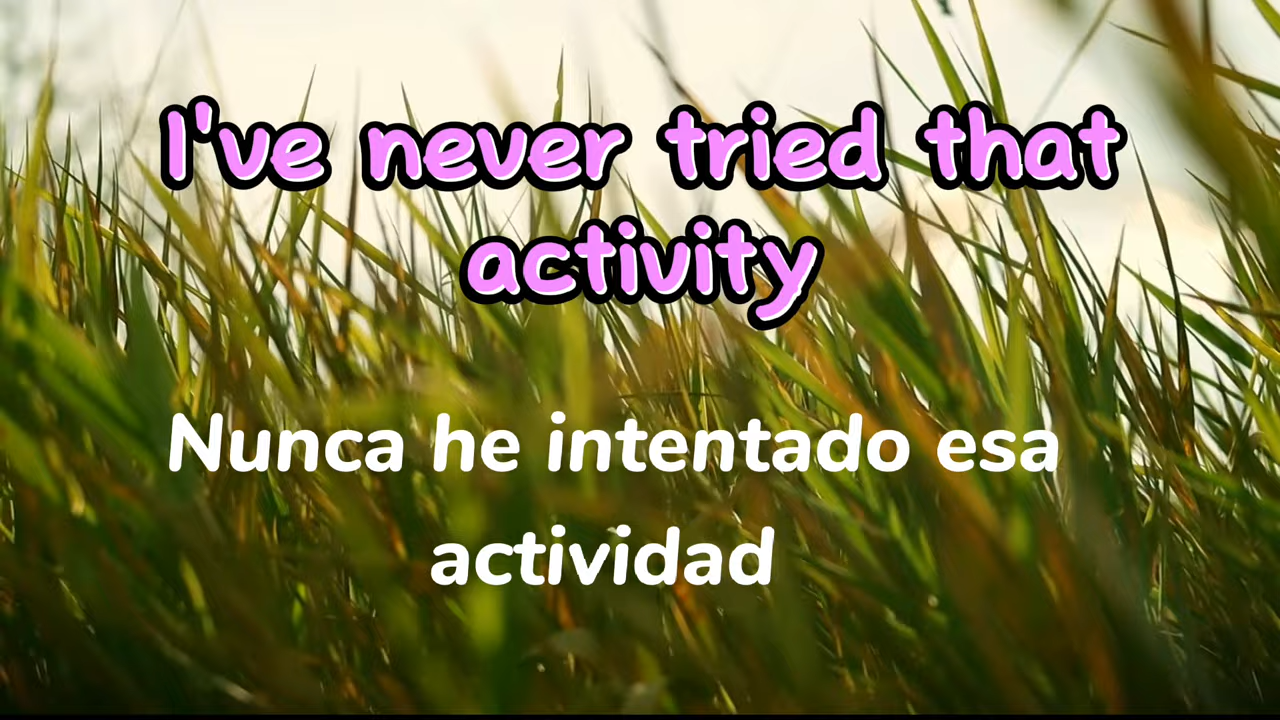 I've never tried that
activity
Nunca he intentado esa
actividad